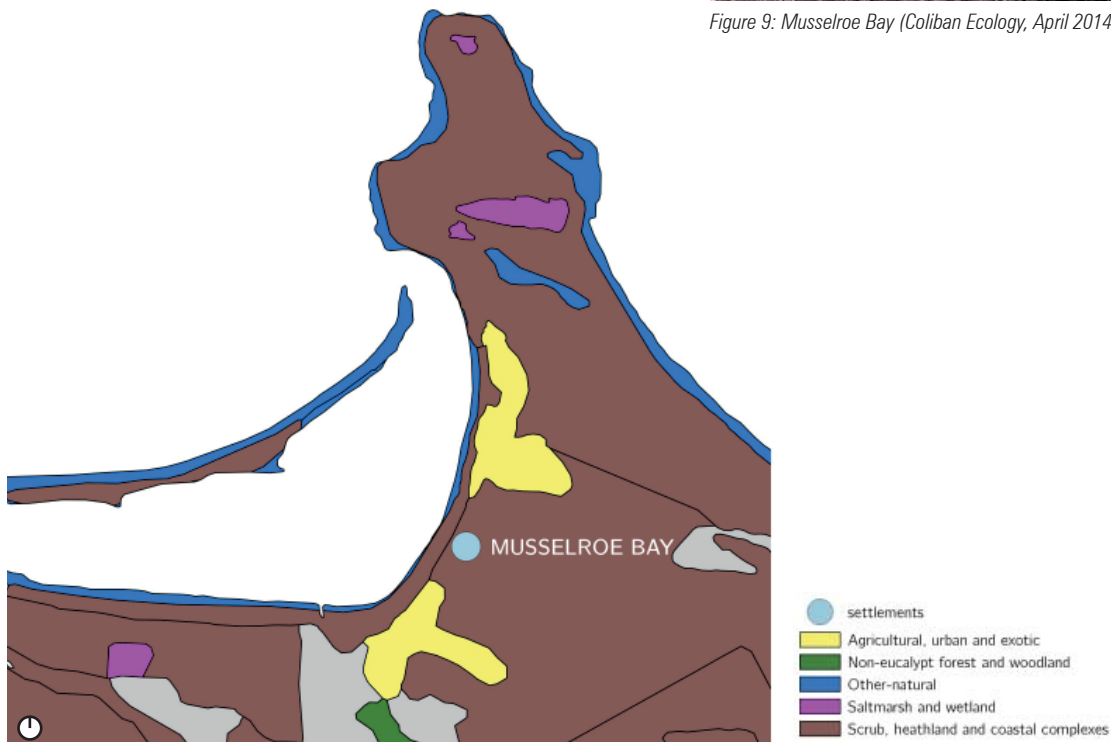 Figure 9: Musselroe Bay (Coliban Ecology, April 2014
MUSSELROE BAY
settlements
Agricultural, urban and exotic
Non-eucalypt forest and woodland
Other-natural
Saltmarsh and wetland
Scrub, heathland and coastal complexes